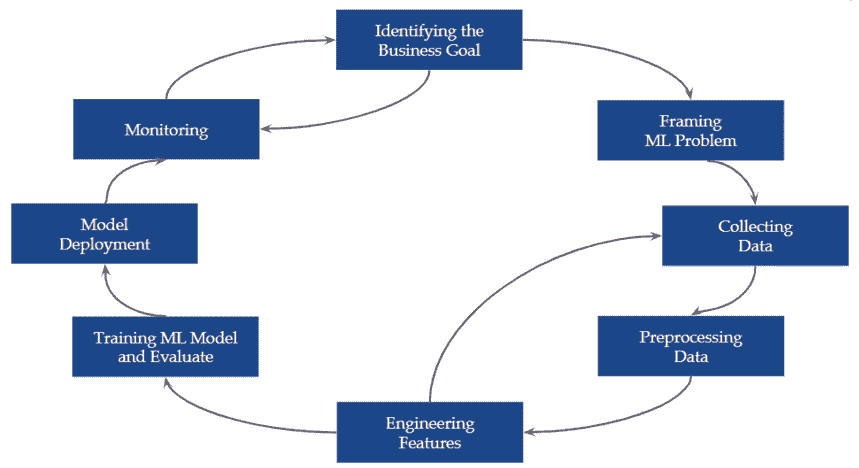 Identifying the
Business Goal
Framing
ML Problem
Collecting
Data
Preprocessing
Data
Engineering
Features
Training ML Model
and Evaluate
Model
Deployment
Monitoring